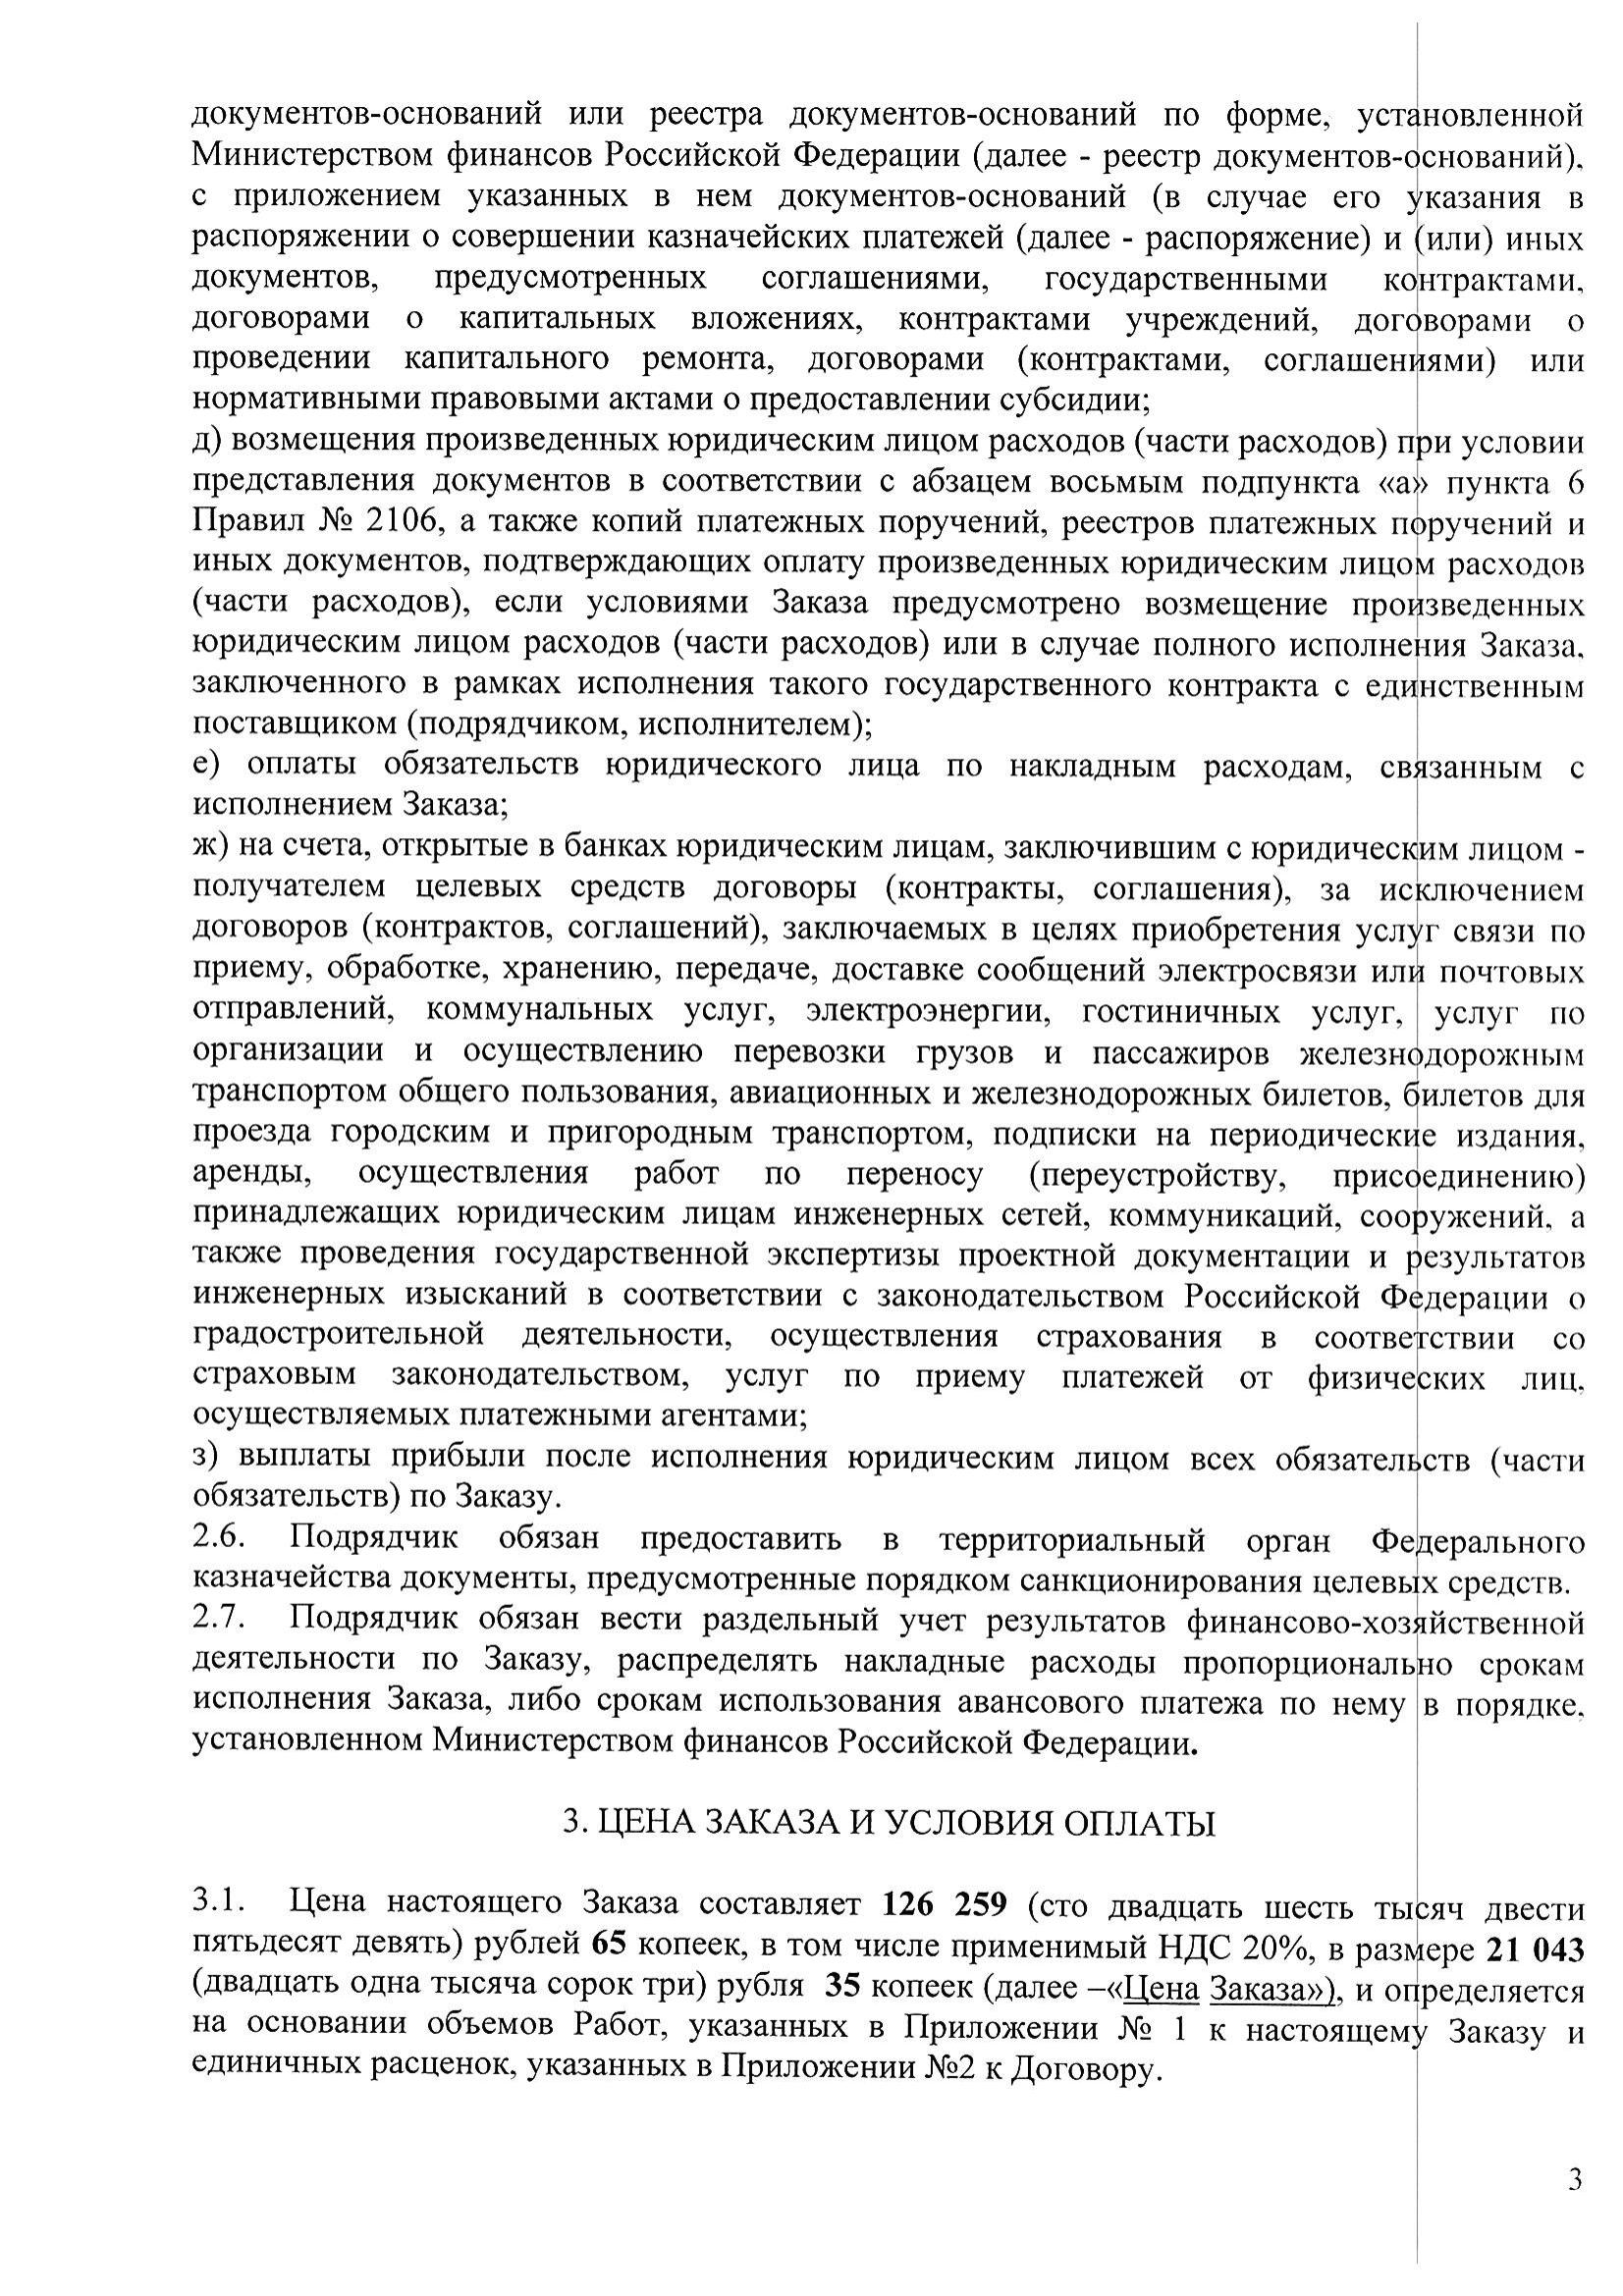 документов-оснований или реестра документов-оснований по форме, установленной
Министерством финансов Российской Федерации (далее - реестр документов-оснований),
с приложением указанных в нем документов-оснований (в случае его указания в
распоряжении о совершении казначейских платежей (далее - распоряжение) и (или) иных
документов, предусмотренных соглашениями, государственными контрактами,
договорами о капитальных вложениях, контрактами учреждений, договорами о
проведении капитального ремонта, договорами (контрактами, соглашениями) или
нормативными правовыми актами о предоставлении субсидии;
д) возмещения произведенных юридическим лицом расходов (части расходов) при условии
представления документов в соответствии с абзацем восьмым подпункта «а» пункта 6
Правил № 2106, а также копий платежных поручений, реестров платежных поручений и
иных документов, подтверждающих оплату произведенных юридическим лицом расходов
(части расходов), если условиями Заказа предусмотрено возмещение произведенных
юридическим лицом расходов (части расходов) или в случае полного исполнения Заказа,
заключенного в рамках исполнения такого государственного контракта с единственным
поставщиком (подрядчиком, исполнителем);
е) оплаты обязательств юридического лица по накладным расходам, связанным с
исполнением Заказа;
ж) на счета, открытые в банках юридическим лицам, заключившим с юридическим лицом -
получателем целевых средств договоры (контракты, соглашения), за исключением
договоров (контрактов, соглашений), заключаемых в целях приобретения услуг связи по
приему, обработке, хранению, передаче, доставке сообщений электросвязи или почтовых
отправлений, коммунальных услуг, электроэнергии, гостиничных услуг, услуг по
организации и осуществлению перевозки грузов и пассажиров железнодорожным
транспортом общего пользования, авиационных и железнодорожных билетов, билетов для
проезда городским и пригородным транспортом, подписки на периодические издания,
аренды, осуществления работ по переносу (переустройству, присоединению)
принадлежащих юридическим лицам инженерных сетей, коммуникаций, сооружений, а
также проведения государственной экспертизы проектной документации и результатов
инженерных изысканий в соответствии с законодательством Российской Федерации о
градостроительной деятельности, осуществления страхования в соответствии со
страховым законодательством, услуг по приему платежей от физических лиц,
осуществляемых платежными агентами;
з) выплаты прибыли после исполнения юридическим лицом всех обязательств (части
обязательств) по Заказу.
2.6. Подрядчик обязан предоставить в территориальный орган Федерального
казначейства документы, предусмотренные порядком санкционирования целевых средств.
2.7. Подрядчик обязан вести раздельный учет результатов финансово-хозяйственной
деятельности по Заказу, распределять накладные расходы пропорционально срокам
исполнения Заказа, либо срокам использования авансового платежа по нему в порядке,
установленном Министерством финансов Российской Федерации.
3. ЦЕНА ЗАКАЗА И УСЛОВИЯ ОПЛАТЫ
3.1. Цена настоящего Заказа составляет 126 259 (сто двадцать шесть тысяч двести
пятьдесят девять) рублей 65 копеек, в том числе применимый НДС 20%, в размере 21 043
(двадцать одна тысяча сорок три) рубля 35 копеек (далее –«Цена Заказа»), и определяется
на основании объемов Работ, указанных в Приложении № 1 к настоящему Заказу и
единичных расценок, указанных в Приложении №2 к Договору.
3